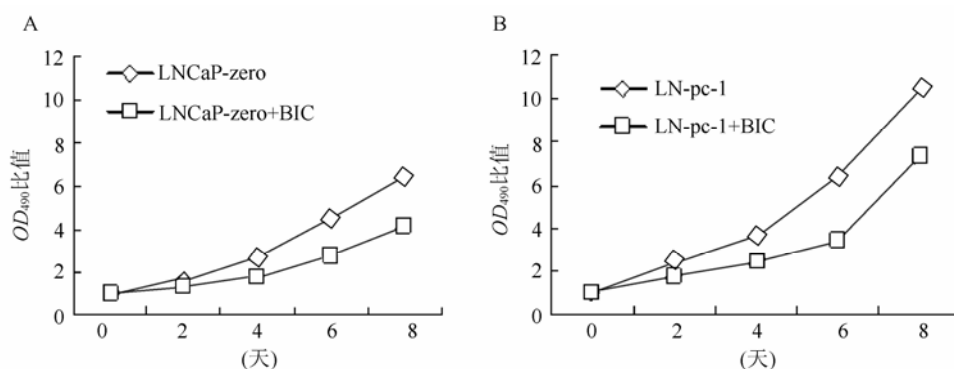 A
12
10
8
6
4
2
0
OD490比值
LNCaP-zero
LNCaP-zero+BIC
0 2 4 6 8
(天)
B
12
10
8
6
4
2
0
OD490比值
LN-pc-1
LN-pc-1+BIC
0 2 4 6 8
(天)